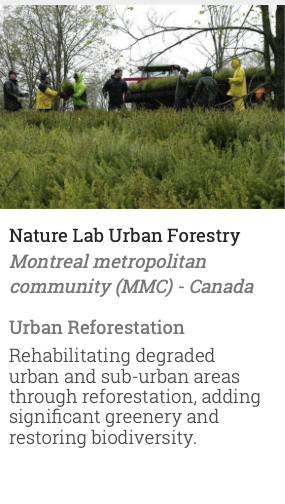 Nature Lab Urban Forestry
Montreal metropolitan
community (MMC) - Canada
Urban Reforestation
Rehabilitating degraded
urban and sub-urban areas
through reforestation, adding
significant greenery and
restoring biodiversity.